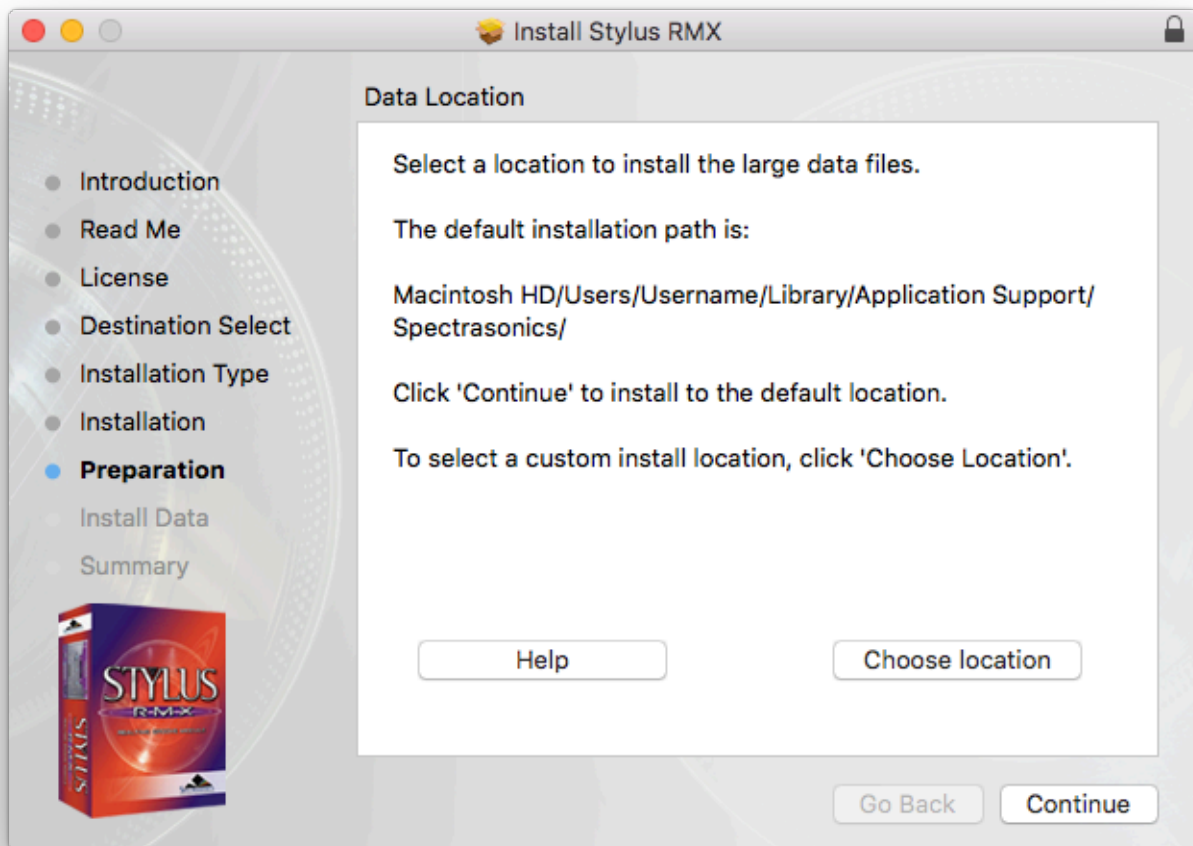 Install Stylus RMX
Data Location
Introduction
Read Me
License
Destination Select
Installation Type
Installation
Preparation
Install Data
Summary
Select a location to install the large data files.
The default installation path is:
Macintosh HD/Users/Username/Library/Application Support/
Spectrasonics/
Click 'Continue' to install to the default location.
To select a custom install location, click 'Choose Location'.
Help
Choose location
STYLUS
R·M·X
STYLUS
Go Back
Continue